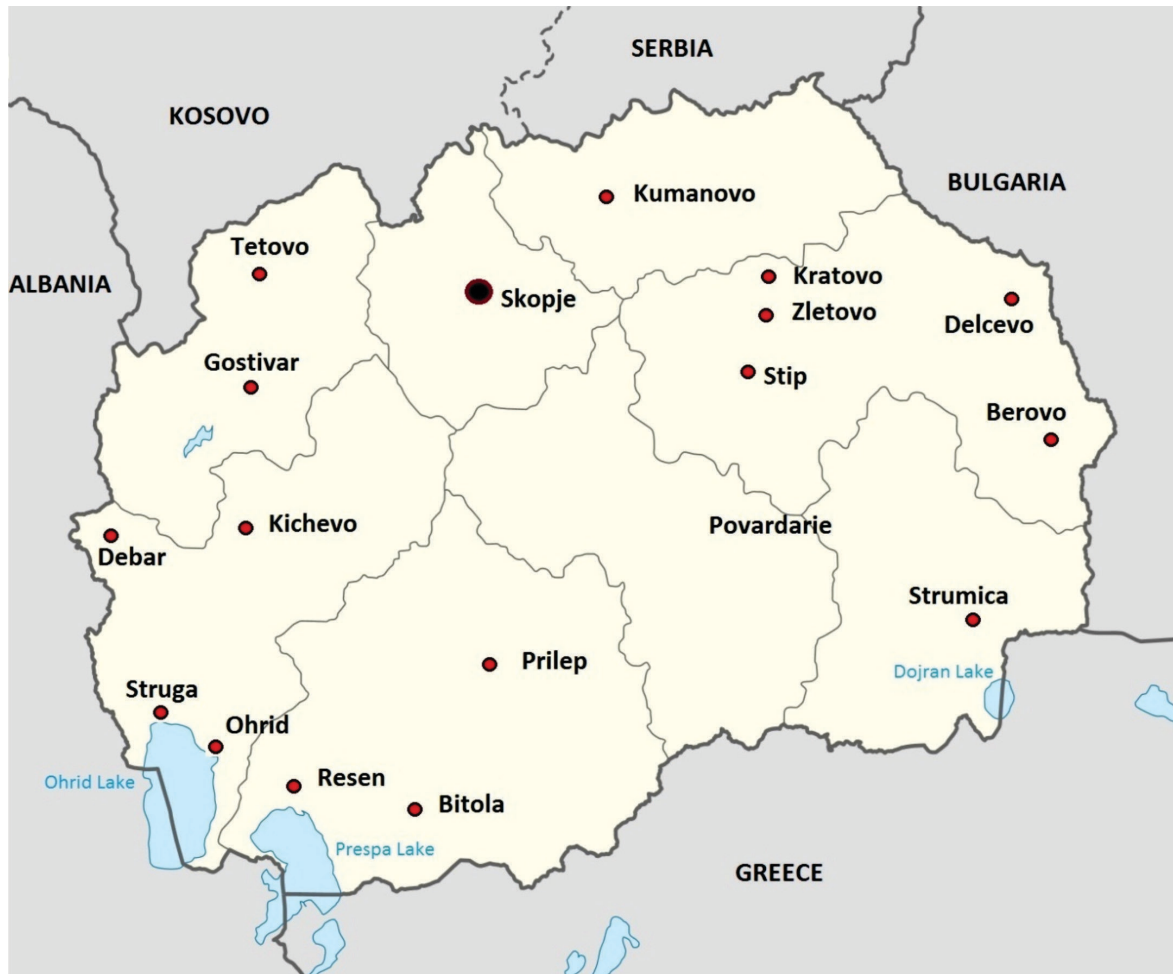 SERBIA
KOSOVO
BULGARIA
Kumanovo
Tetovo
Kratovo
ALBANIA
Skopje
Zletovo
Delcevo
Gostivar
Stip
Berovo
Kichevo
Povardarie
Debar
Strumica
Prilep
Dojran Lake
Struga
Ohrid
Ohrid Lake
Resen
Bitola
Prespa Lake
GREECE